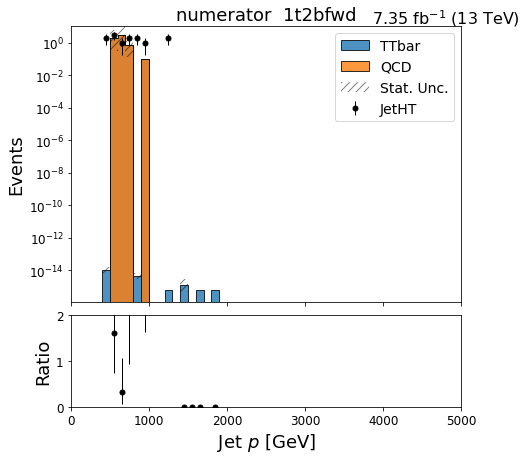 numerator 1t2bfwd 7.35 fb⁻¹ (13 TeV)
TTbar
QCD
Stat. Unc.
JetHT
Events
10⁰
10⁻²
10⁻⁴
10⁻⁶
10⁻⁸
10⁻¹⁰
10⁻¹²
10⁻¹⁴
Ratio
2
1
0
0 1000 2000 3000 4000 5000
Jet p [GeV]